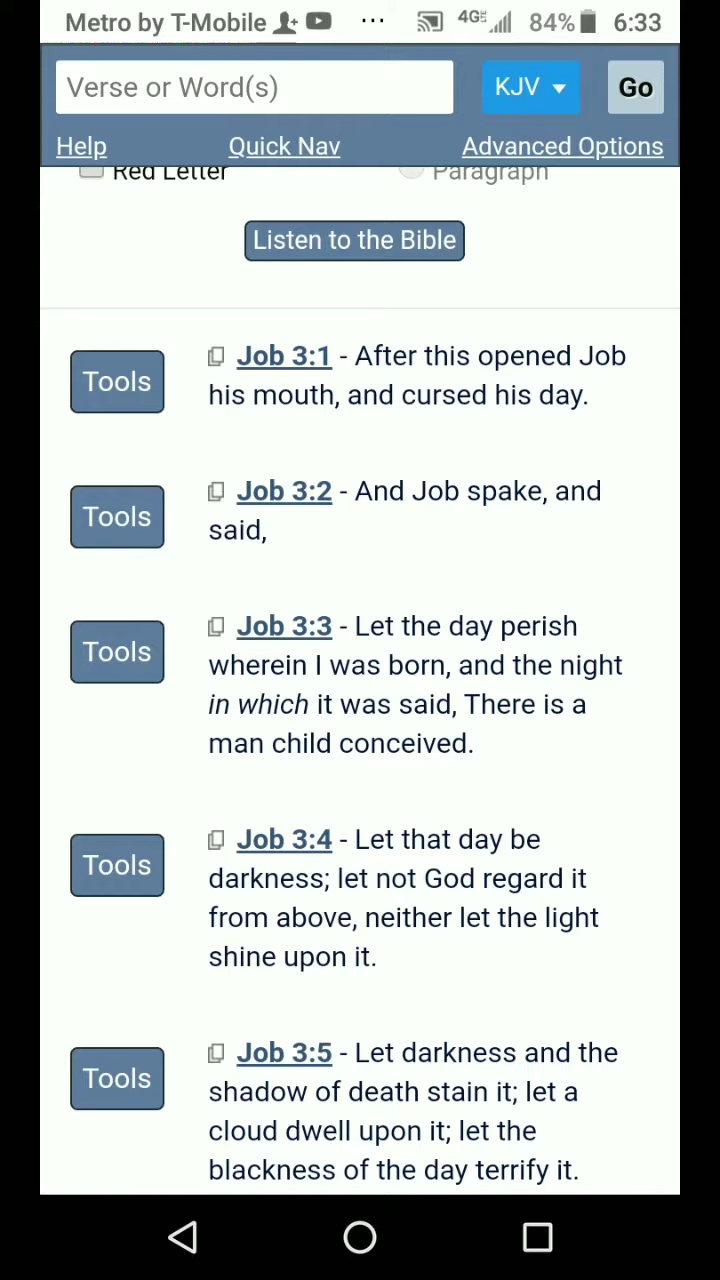 Metro by T-Mobile ... 4G 84% 6:33
Verse or Word(s) KJV Go
Help Quick Nav Advanced Options
Red Letter Paragraph
Listen to the Bible
Tools Job 3:1 - After this opened Job
his mouth, and cursed his day.
Tools Job 3:2 - And Job spake, and
said,
Tools Job 3:3 - Let the day perish
wherein I was born, and the night
in which it was said, There is a
man child conceived.
Tools Job 3:4 - Let that day be
darkness; let not God regard it
from above, neither let the light
shine upon it.
Tools Job 3:5 - Let darkness and the
shadow of death stain it; let a
cloud dwell upon it; let the
blackness of the day terrify it.